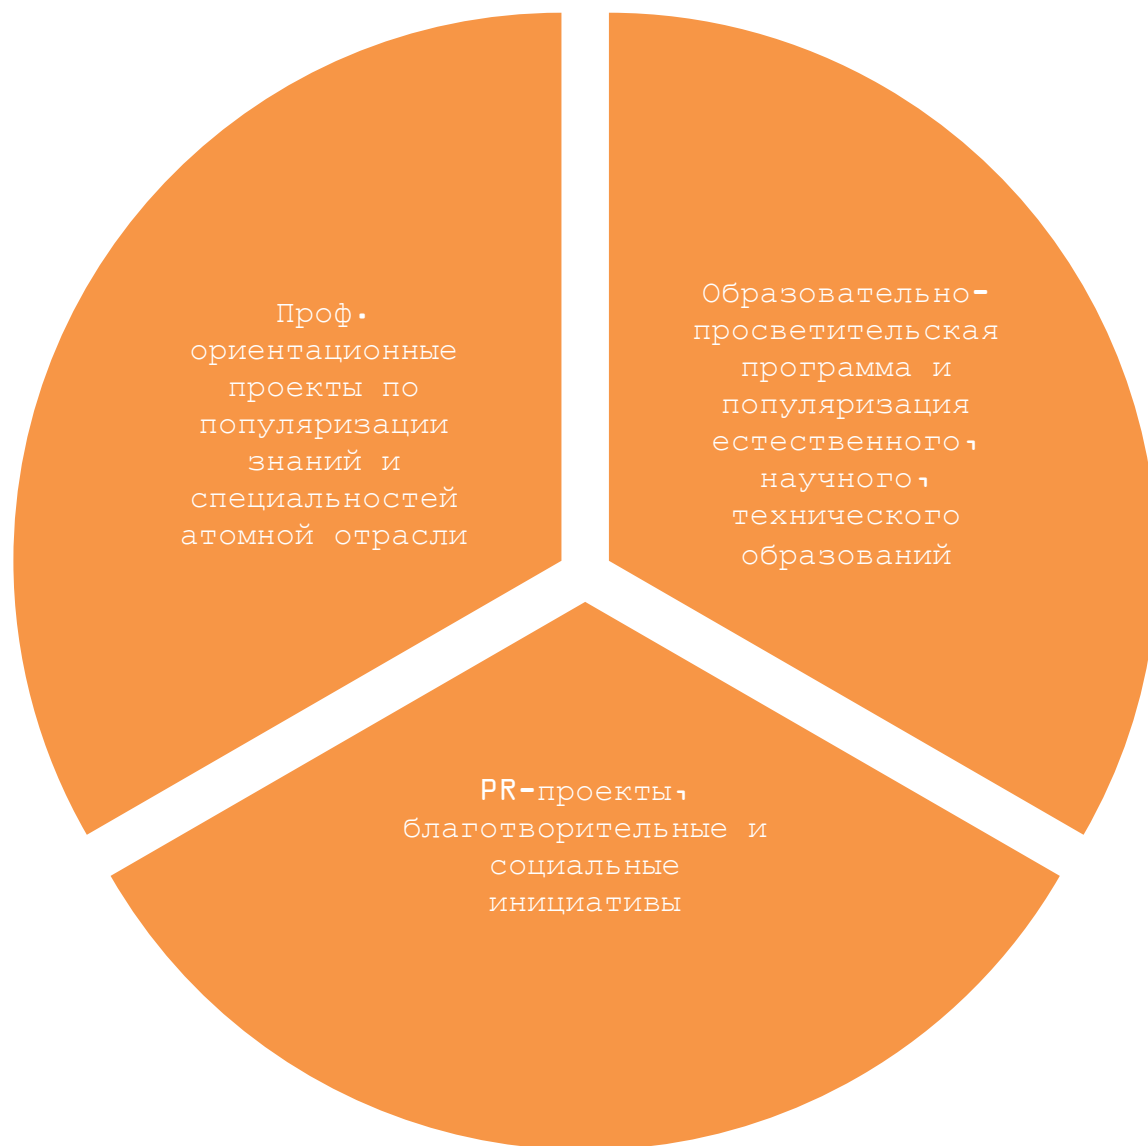 Проф.
ориентационные
проекты по
популяризации
знаний и
специальностей
атомной отрасли
Образовательно-
просветительская
программа и
популяризация
естественного,
научного,
технического
образований
PR-проекты,
благотворительные и
социальные
инициативы